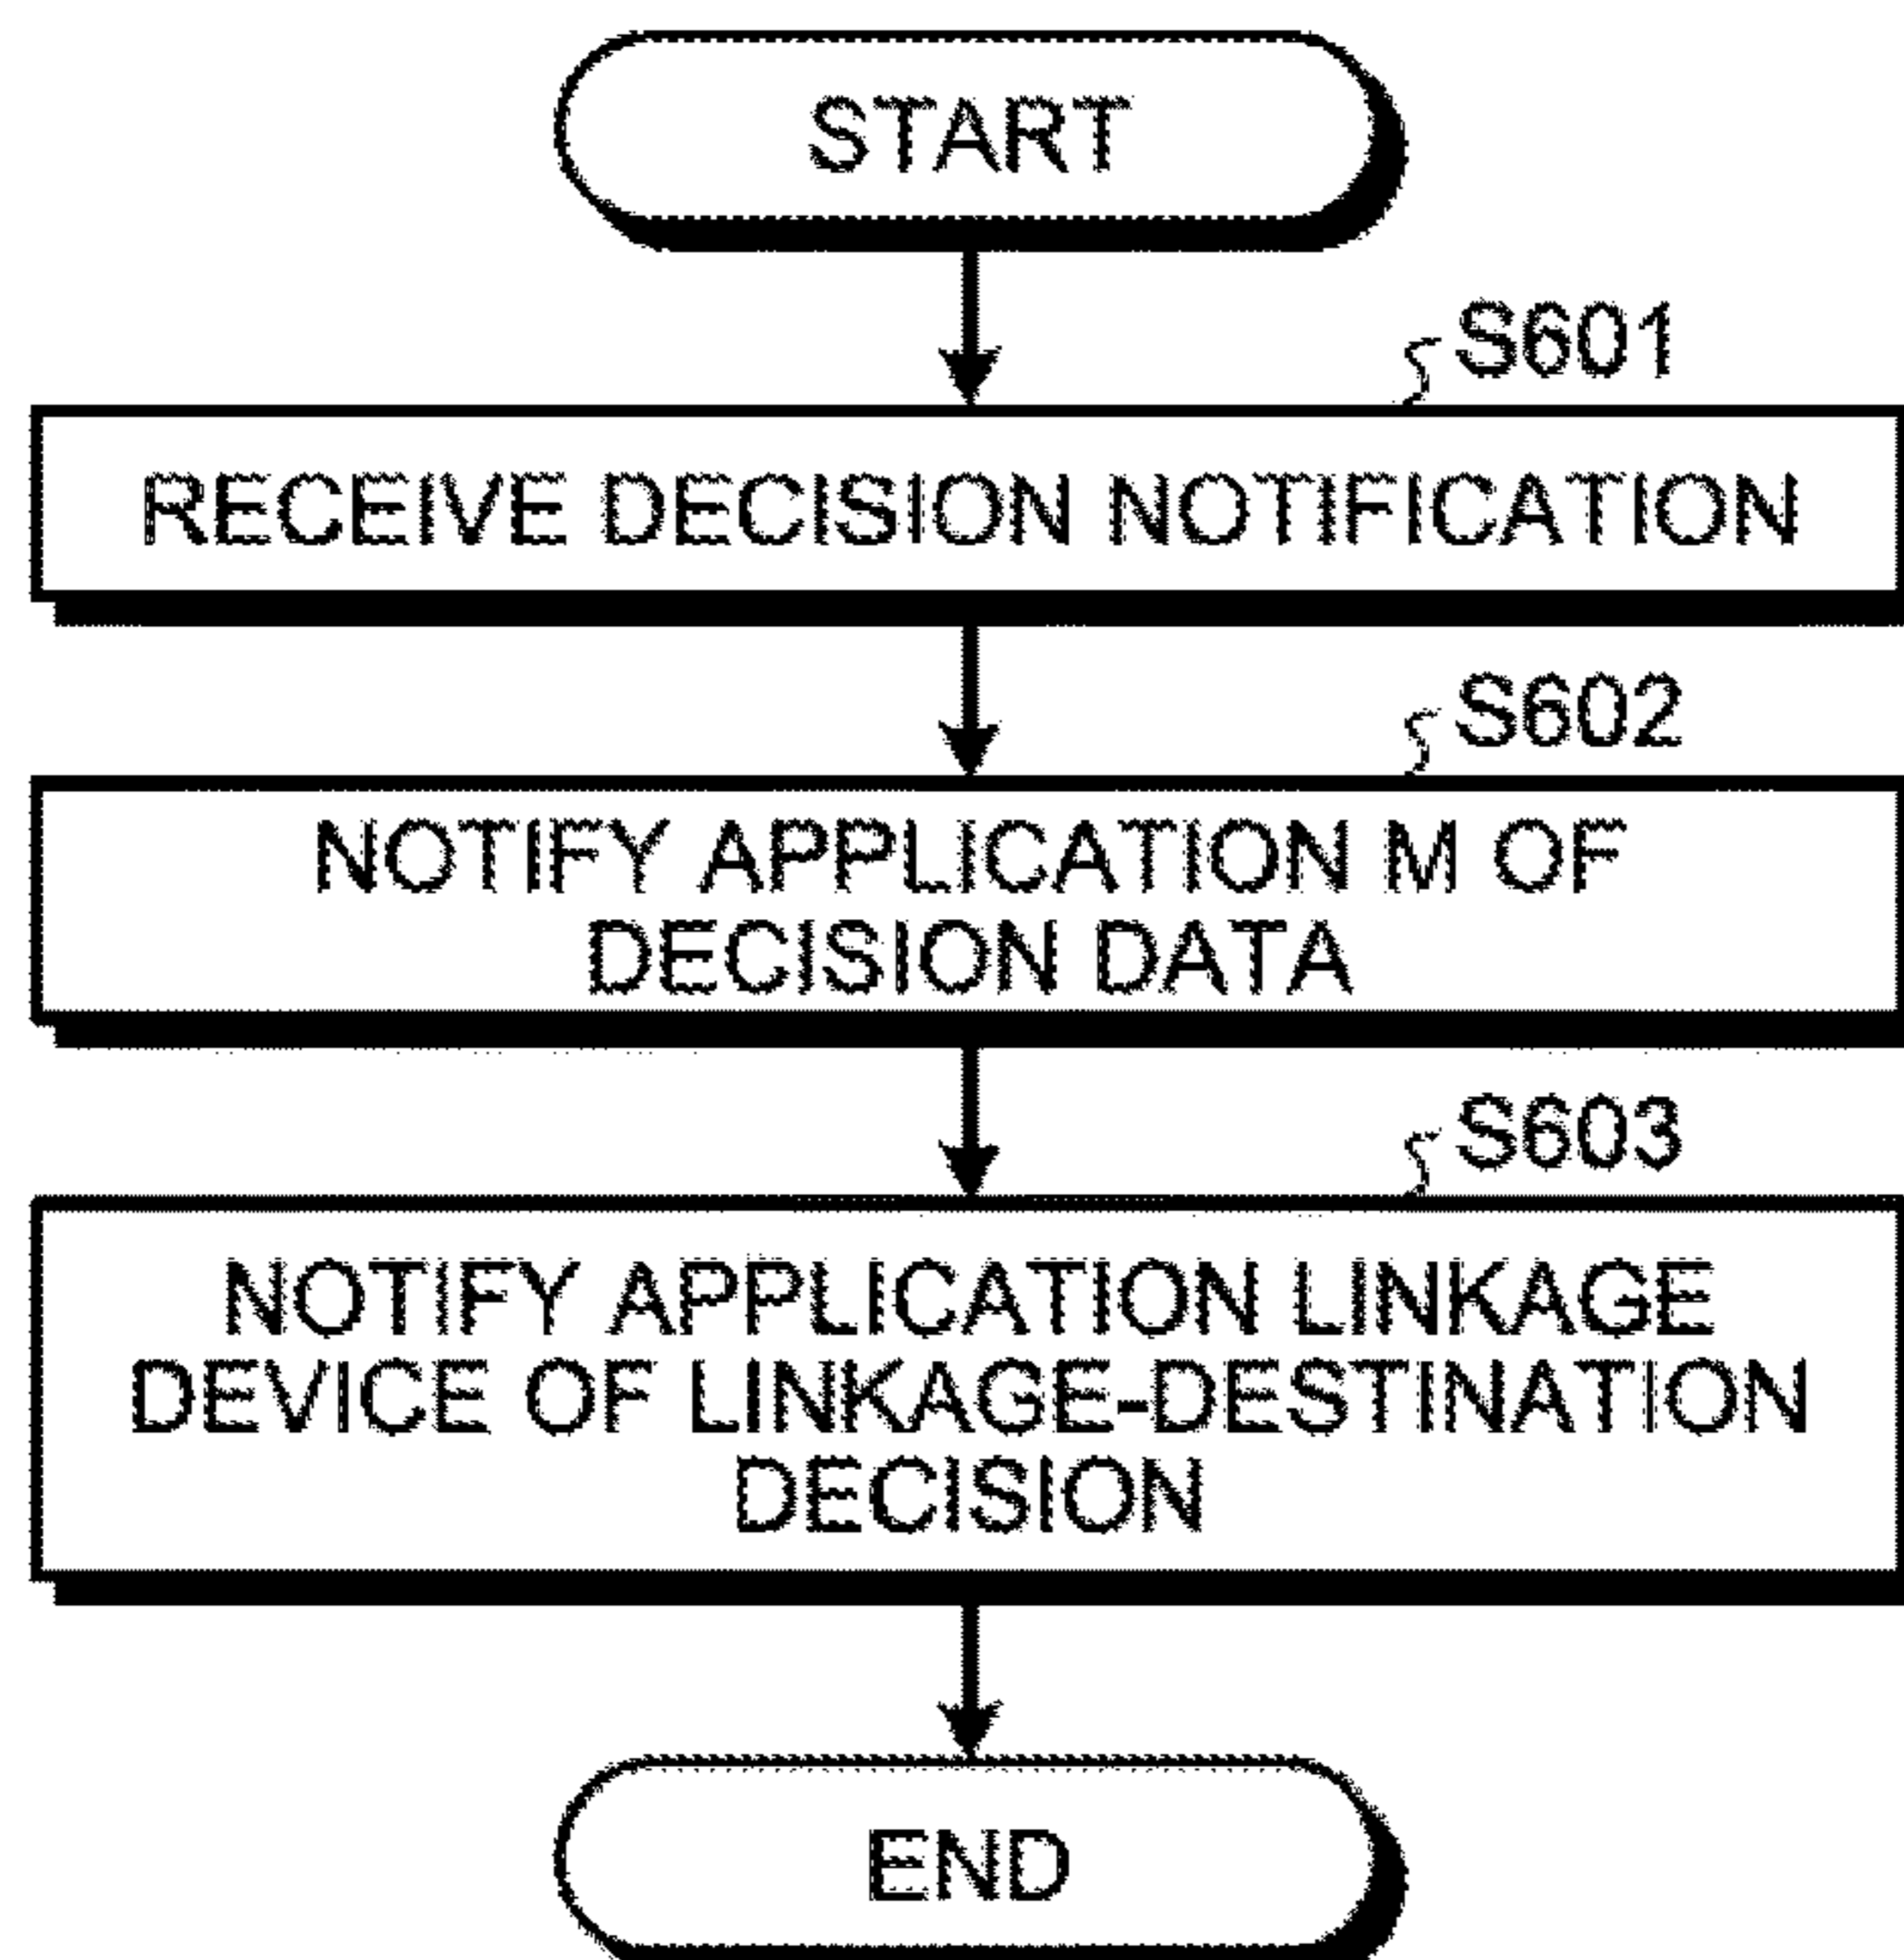 START
S601
RECEIVE DECISION NOTIFICATION
S602
NOTIFY APPLICATION M OF
DECISION DATA
S603
NOTIFY APPLICATION LINKAGE
DEVICE OF LINKAGE-DESTINATION
DECISION
END